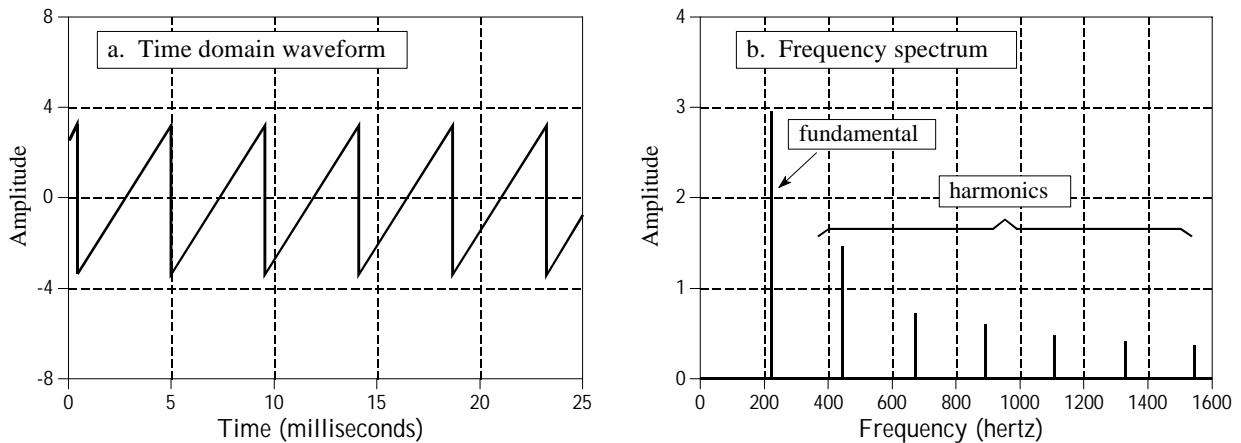 a. Time domain waveform
Amplitude
8
4
0
-4
-8
0 5 10 15 20 25
Time (milliseconds)
b. Frequency spectrum
fundamental
harmonics
Amplitude
4
3
2
1
0
0 200 400 600 800 1000 1200 1400 1600
Frequency (hertz)